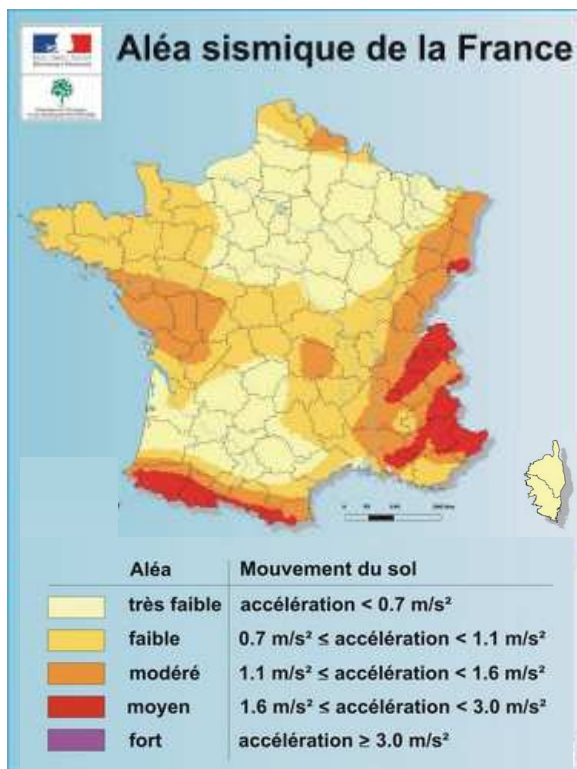 Aléa sismique de la France
Aléa Mouvement du sol
très faible accélération < 0.7 m/s²
faible 0.7 m/s² ≤ accélération < 1.1 m/s²
modéré 1.1 m/s² ≤ accélération < 1.6 m/s²
moyen 1.6 m/s² ≤ accélération < 3.0 m/s²
fort accélération ≥ 3.0 m/s²